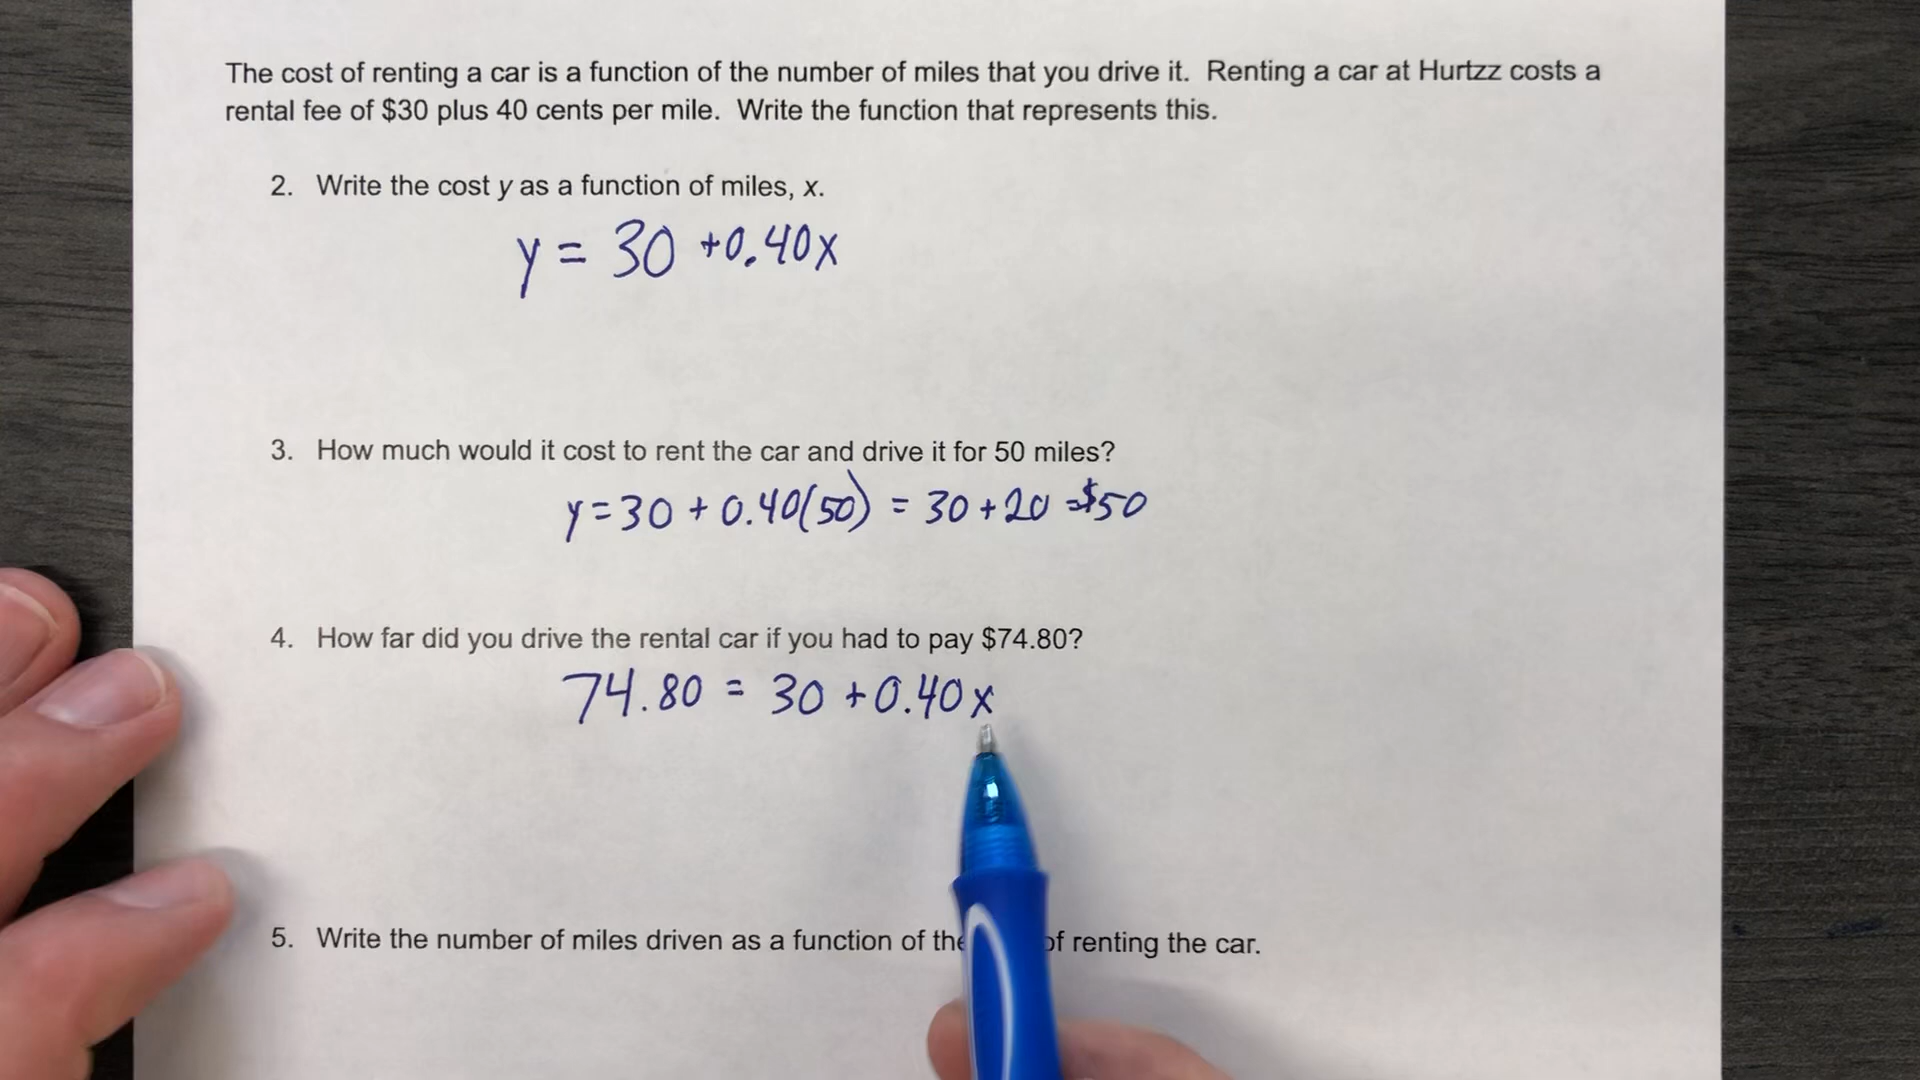 The cost of renting a car is a function of the number of miles that you drive it. Renting a car at Hurtzz costs a
rental fee of $30 plus 40 cents per mile. Write the function that represents this.
2. Write the cost y as a function of miles, x.
y = 30 +0.40x
3. How much would it cost to rent the car and drive it for 50 miles?
y=30 + 0.40(50) = 30+20 =$50
4. How far did you drive the rental car if you had to pay $74.80?
74.80 = 30 +0.40x
5. Write the number of miles driven as a function of the of renting the car.